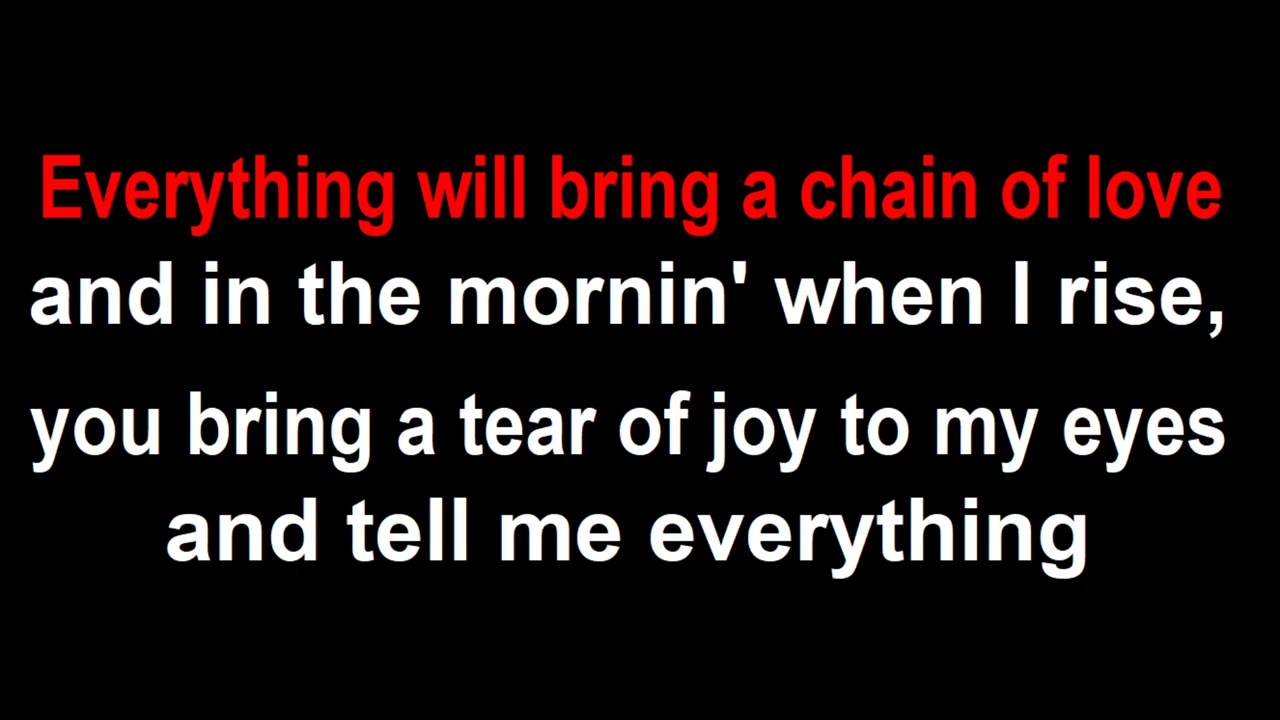 Everything will bring a chain of love
and in the mornin' when I rise,
you bring a tear of joy to my eyes
and tell me everything